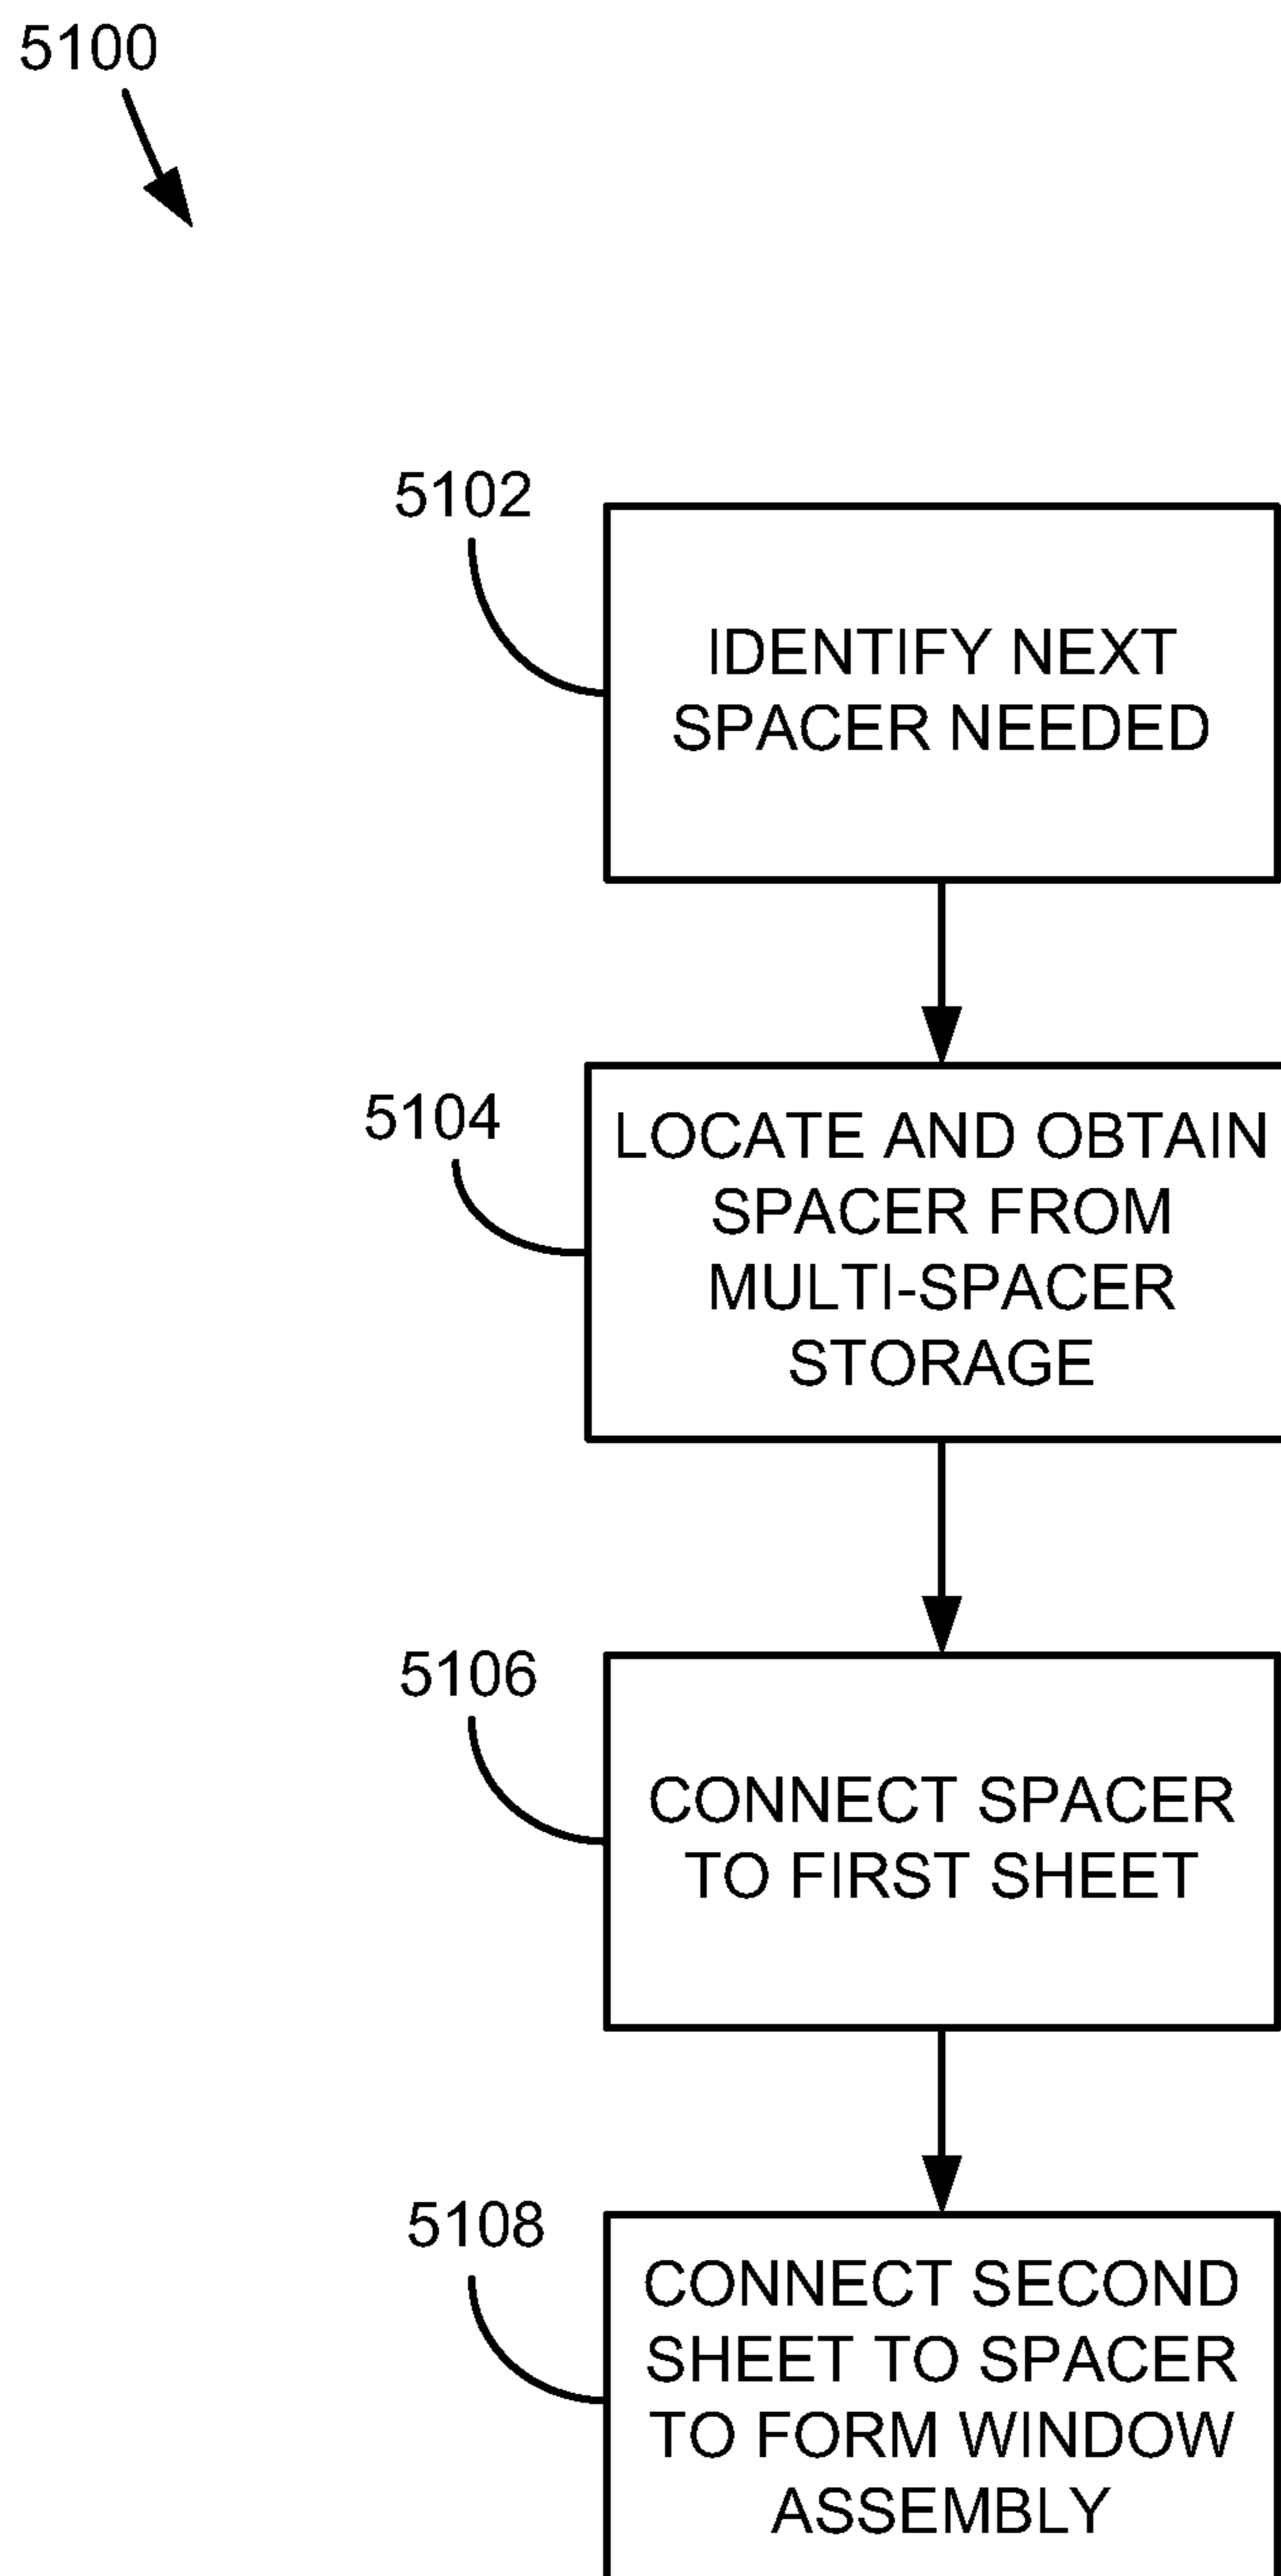 5100
5102
IDENTIFY NEXT
SPACER NEEDED
5104
LOCATE AND OBTAIN
SPACER FROM
MULTI-SPACER
STORAGE
5106
CONNECT SPACER
TO FIRST SHEET
5108
CONNECT SECOND
SHEET TO SPACER
TO FORM WINDOW
ASSEMBLY